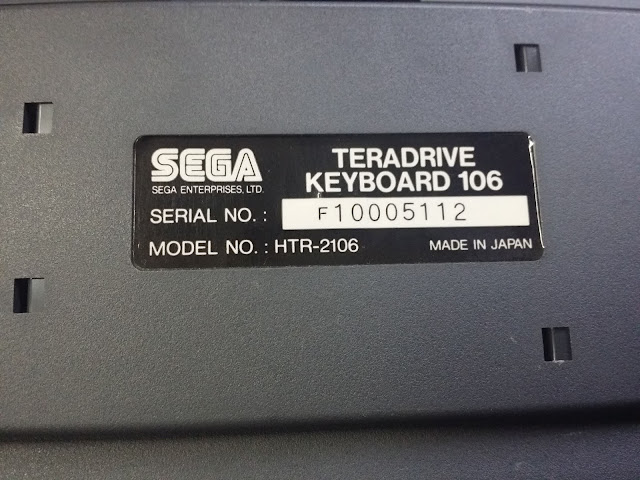 SEGA
SEGA ENTERPRISES, LTD.
TERADRIVE
KEYBOARD 106
SERIAL NO. : F10005112
MODEL NO. : HTR-2106 MADE IN JAPAN